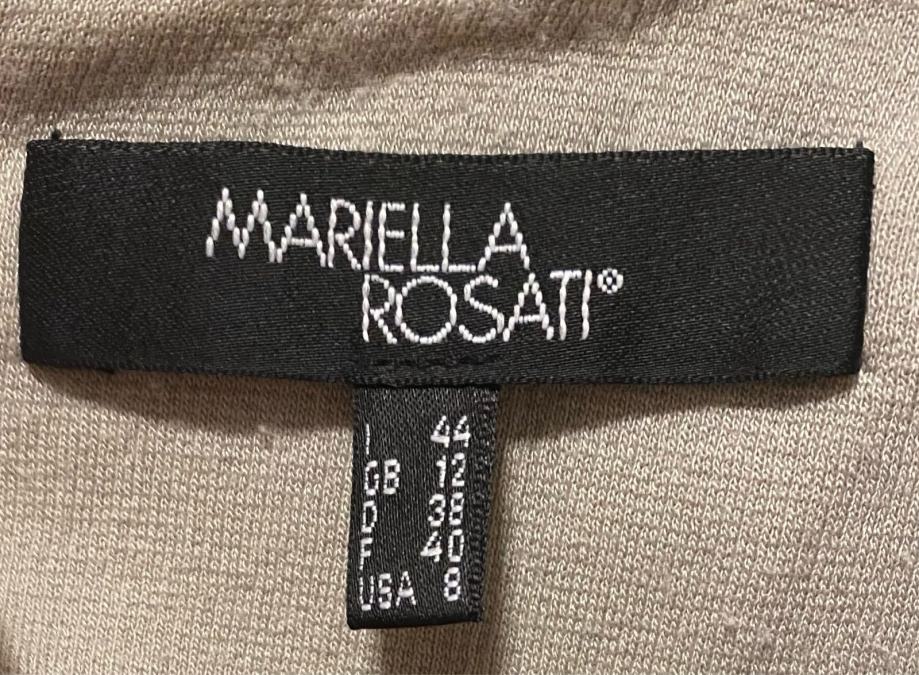 MARIELLA
ROSATI®
I 44
GB 12
D 38
F 40
USA 8